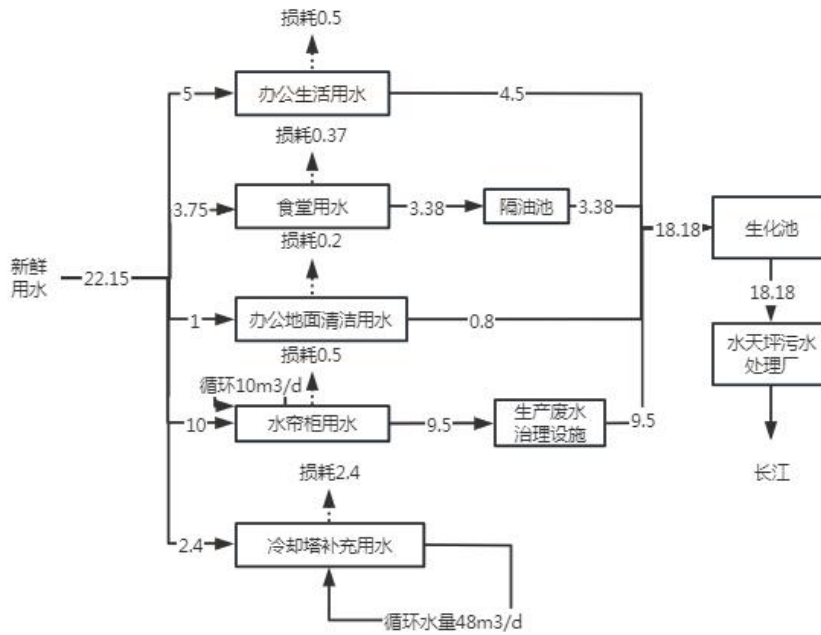 损耗0.5
5
办公生活用水
4.5
损耗0.37
3.75
食堂用水
3.38
隔油池
3.38
18.18
生化池
损耗0.2
新鲜
用水
22.15
18.18
1
办公地面清洁用水
0.8
水天坪污水
处理厂
损耗0.5
循环10m3/d
10
水帘柜用水
9.5
生产废水
治理设施
9.5
长江
损耗2.4
2.4
冷却塔补充用水
循环水量48m3/d